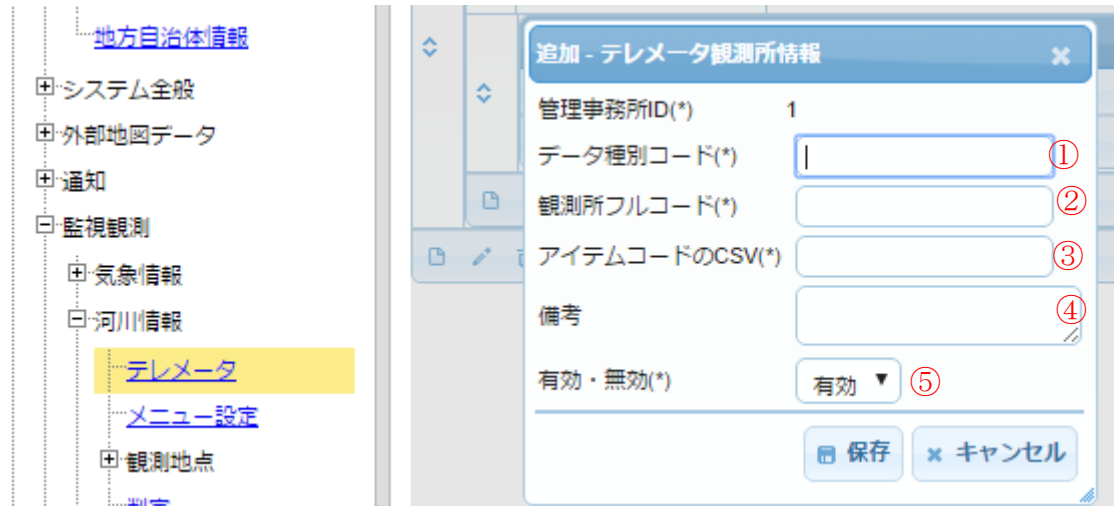 地方自治体情報
システム全般
外部地図データ
通知
監視観測
気象情報
河川情報
テレメータ
メニュー設定
観測地点
判定
追加 - テレメータ観測所情報
管理事務所ID(*) 1
データ種別コード(*) ①
観測所フルコード(*) ②
アイテムコードのCSV(*) ③
備考 ④
有効・無効(*) 有効 ⑤
保存 キャンセル